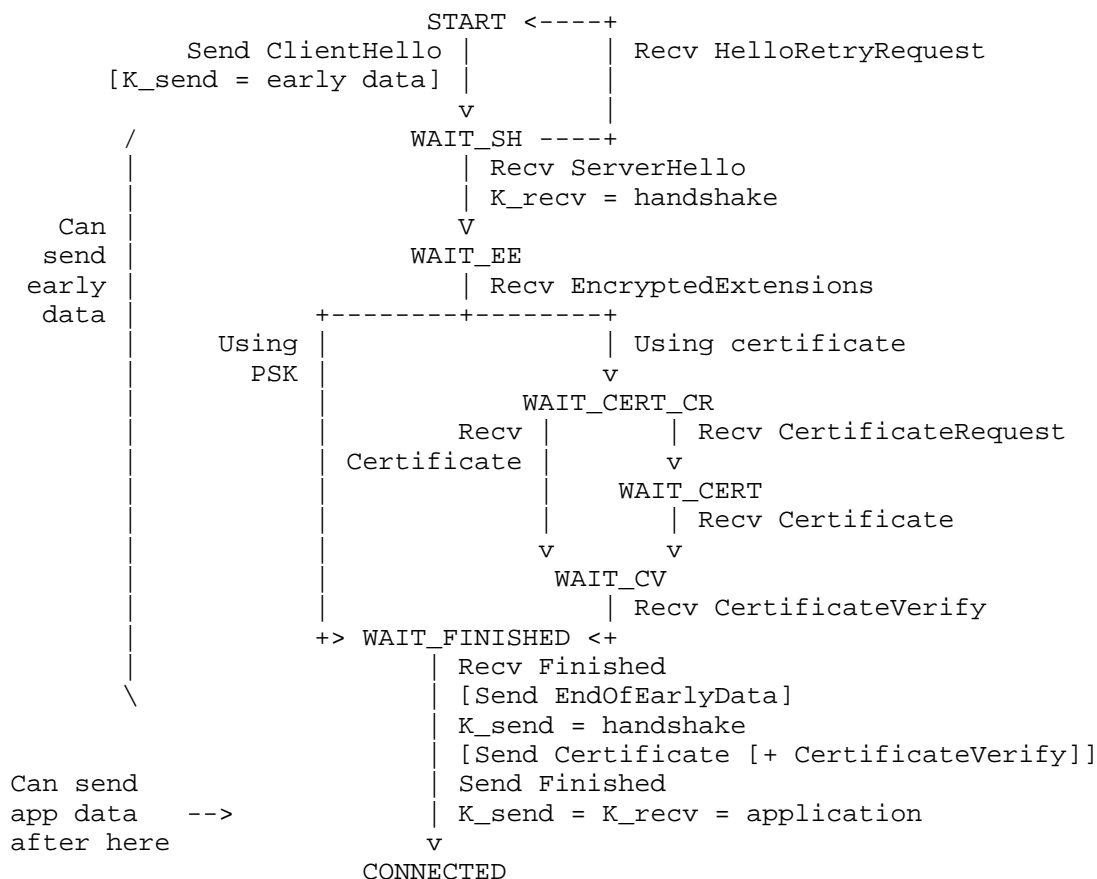 START <----+
Send ClientHello | | Recv HelloRetryRequest
[K_send = early data] | |
v |
/ WAIT_SH ----+
| | Recv ServerHello
| | K_recv = handshake
Can | V
send | WAIT_EE
early | | Recv EncryptedExtensions
data | +--------+--------+
| Using | | Using certificate
| PSK | v
| | WAIT_CERT_CR
| | Recv | | Recv CertificateRequest
| | Certificate | v
| | | WAIT_CERT
| | | | Recv Certificate
| | v v
| | WAIT_CV
| | | Recv CertificateVerify
| +> WAIT_FINISHED <+
| | Recv Finished
\ | [Send EndOfEarlyData]
| K_send = handshake
| [Send Certificate [+ CertificateVerify]]
Can send | Send Finished
app data --> | K_send = K_recv = application
after here v
CONNECTED